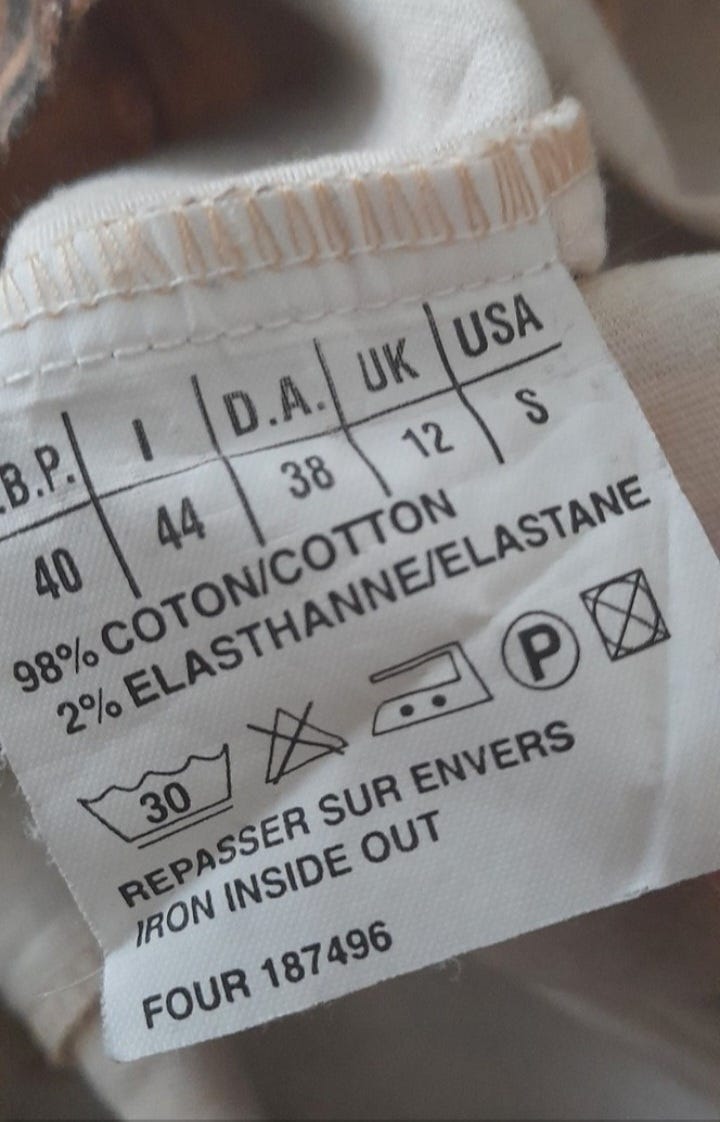 .B.P. I D.A. UK USA
40 44 38 12 S
98% COTON/COTTON
2% ELASTHANNE/ELASTANE
30 P
REPASSER SUR ENVERS
IRON INSIDE OUT
FOUR 187496